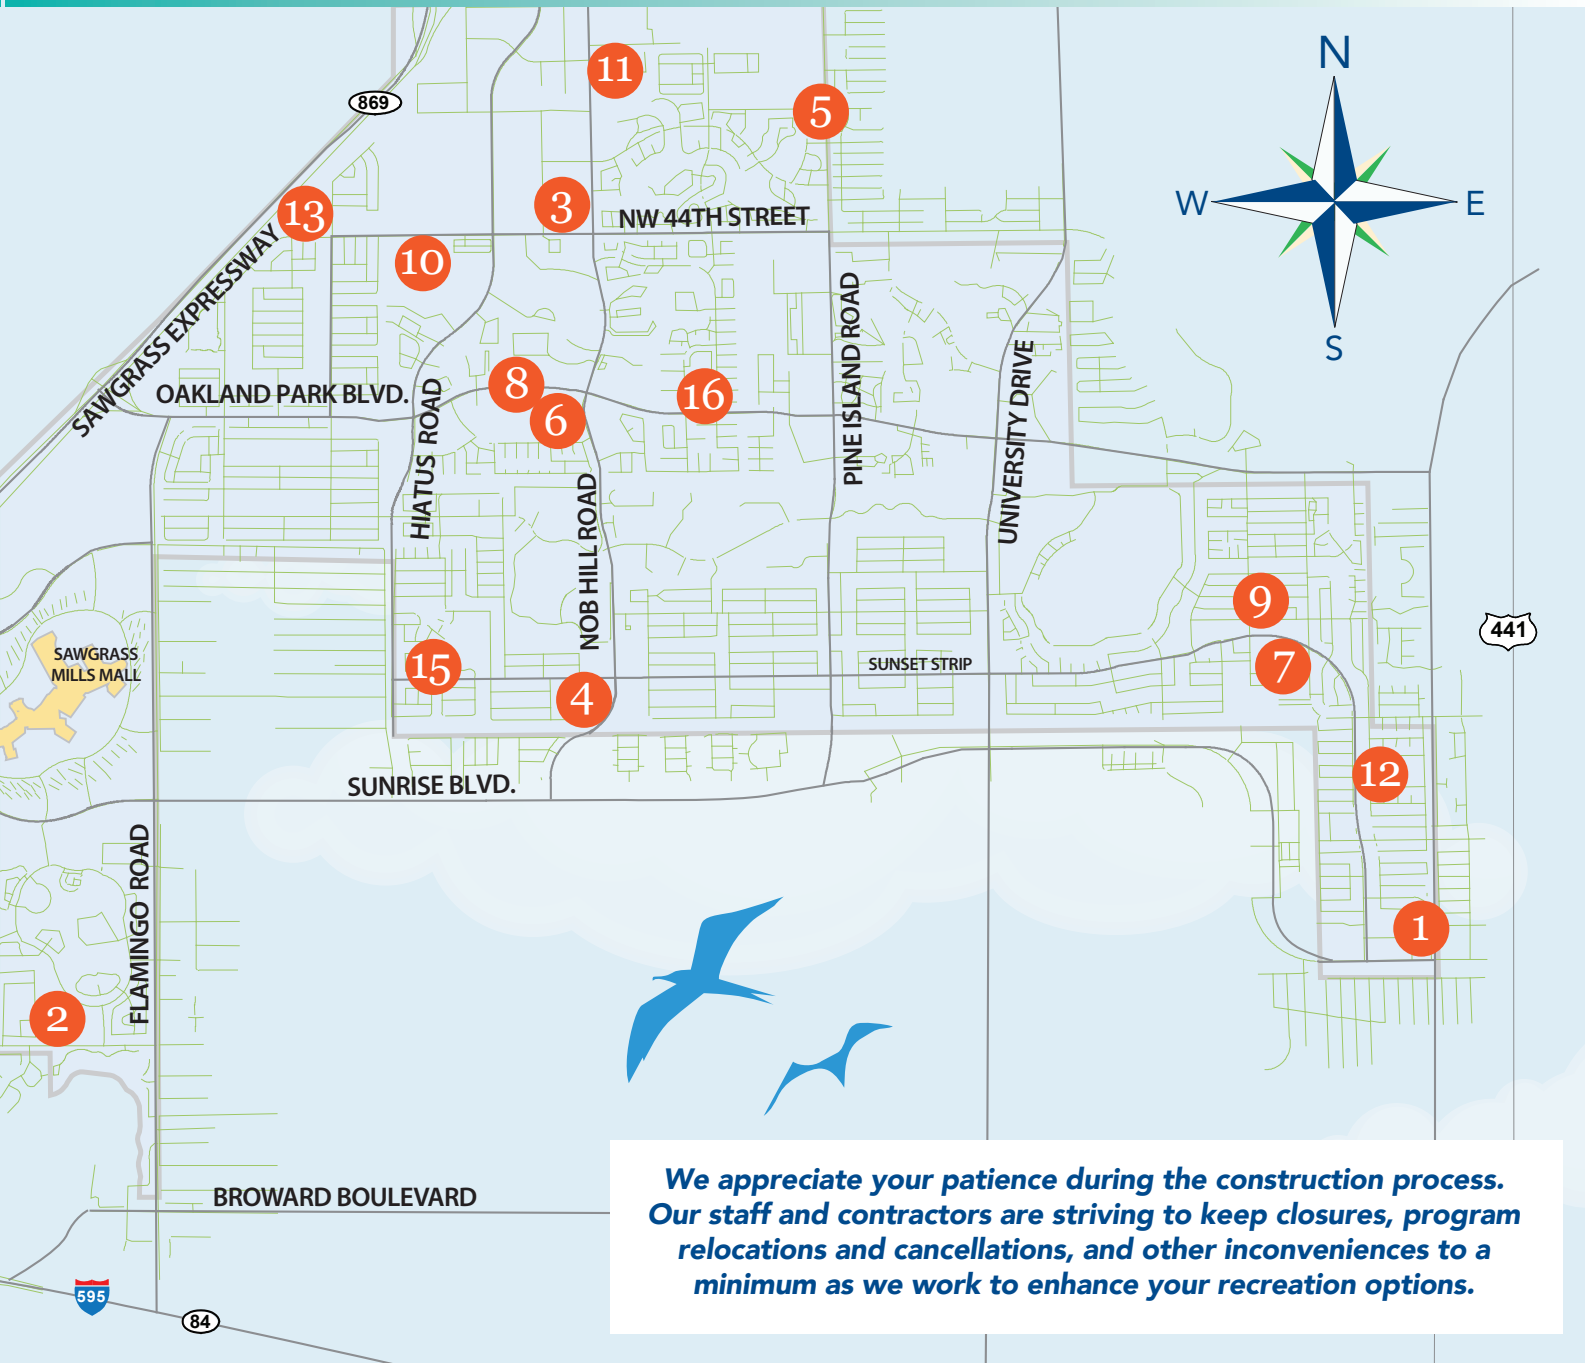 N
11
869
5
W
E
13
3
NW 44TH STREET
10
SAWGRASS EXPRESSWAY
S
PINE ISLAND ROAD
UNIVERSITY DRIVE
OAKLAND PARK BLVD.
8
16
6
HIATUS ROAD
NOB HILL ROAD
9
441
SAWGRASS
MILLS MALL
15
SUNSET STRIP
7
4
12
SUNRISE BLVD.
FLAMINGO ROAD
1
2
BROWARD BOULEVARD
We appreciate your patience during the construction process.
Our staff and contractors are striving to keep closures, program
relocations and cancellations, and other inconveniences to a
minimum as we work to enhance your recreation options.
595
84